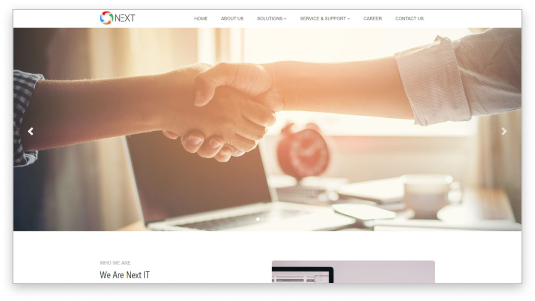 NEXT
HOME ABOUT US SOLUTIONS SERVICE & SUPPORT CAREER CONTACT US
WHO WE ARE
We Are Next IT